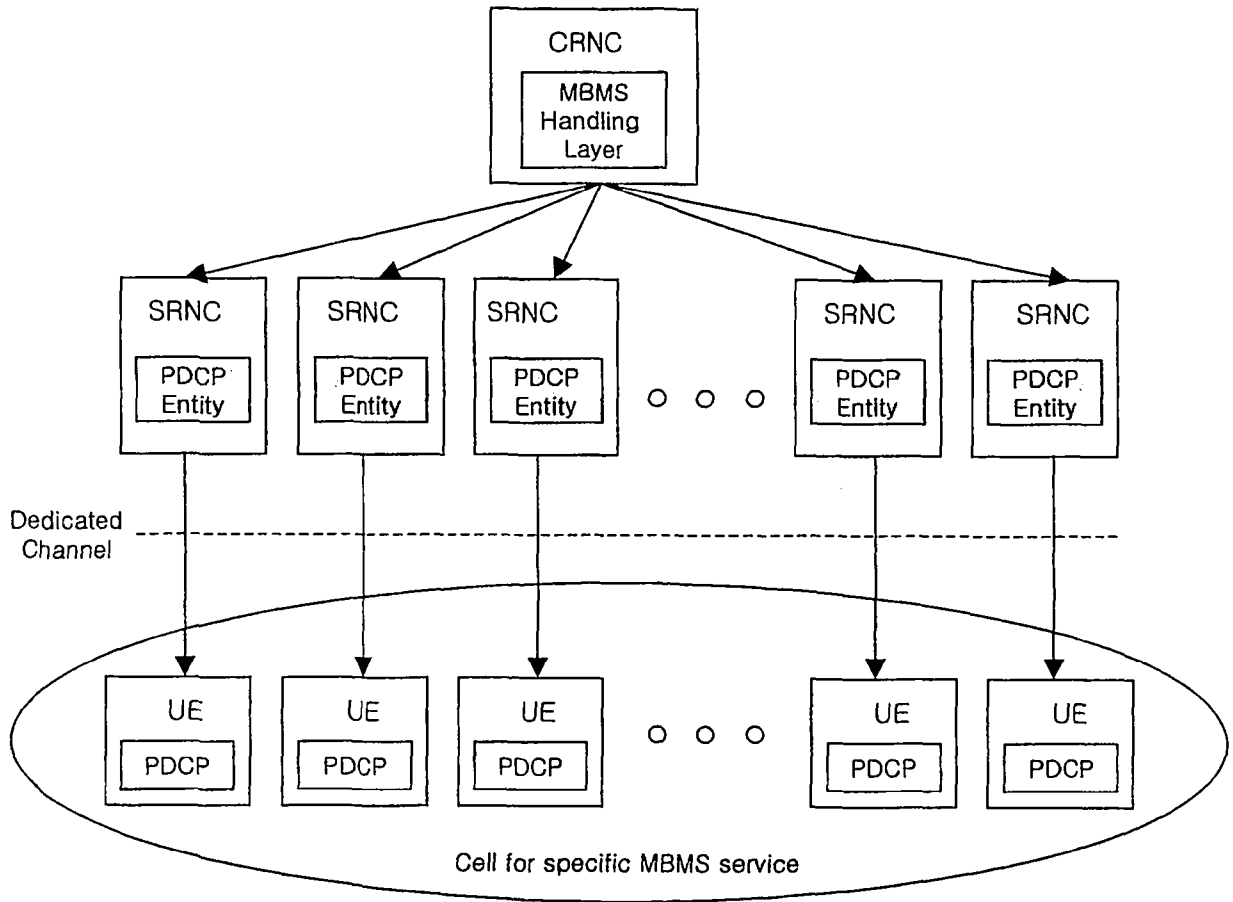 CRNC
MBMS
Handling
Layer
SRNC
PDCP
Entity
SRNC
PDCP
Entity
SRNC
PDCP
Entity
SRNC
PDCP
Entity
SRNC
PDCP
Entity
Dedicated
Channel
UE
PDCP
UE
PDCP
UE
PDCP
UE
PDCP
UE
PDCP
Cell for specific MBMS service